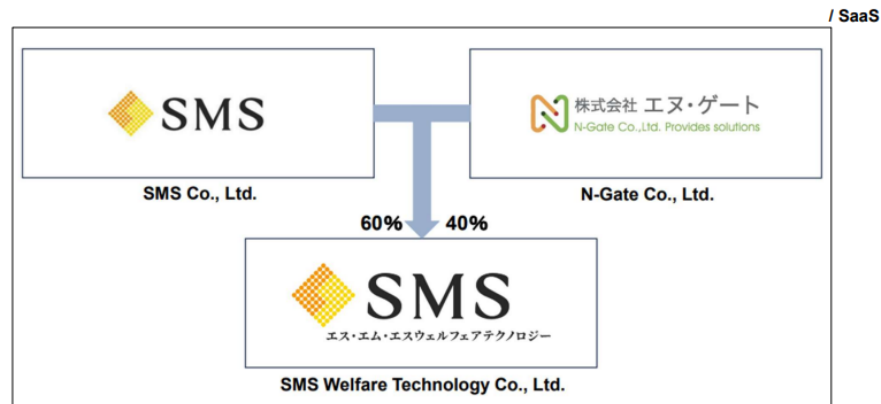 / SaaS
SMS
株式会社 エヌ・ゲート
N-Gate Co.,Ltd. Provides solutions
SMS Co., Ltd.
N-Gate Co., Ltd.
60% 40%
SMS
エス・エム・エスウェルフェアテクノロジー
SMS Welfare Technology Co., Ltd.